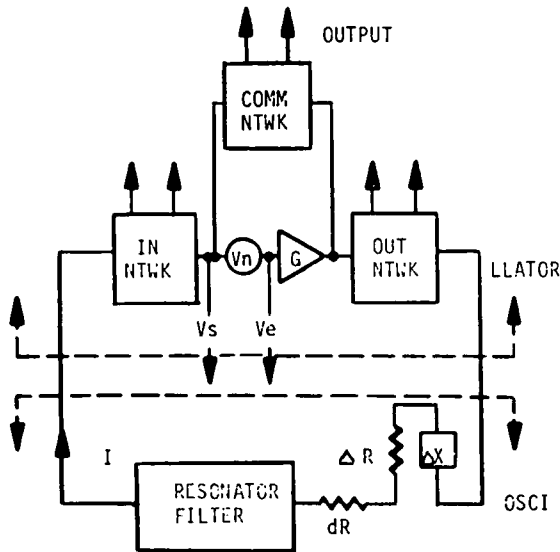 OUTPUT
COMM
NTWK
IN
NTWK
Vn
G
OUT
NTWK
LLATOR
Vs
Ve
I
RESONATOR
FILTER
dR
Δ R
ΔX
OSCI